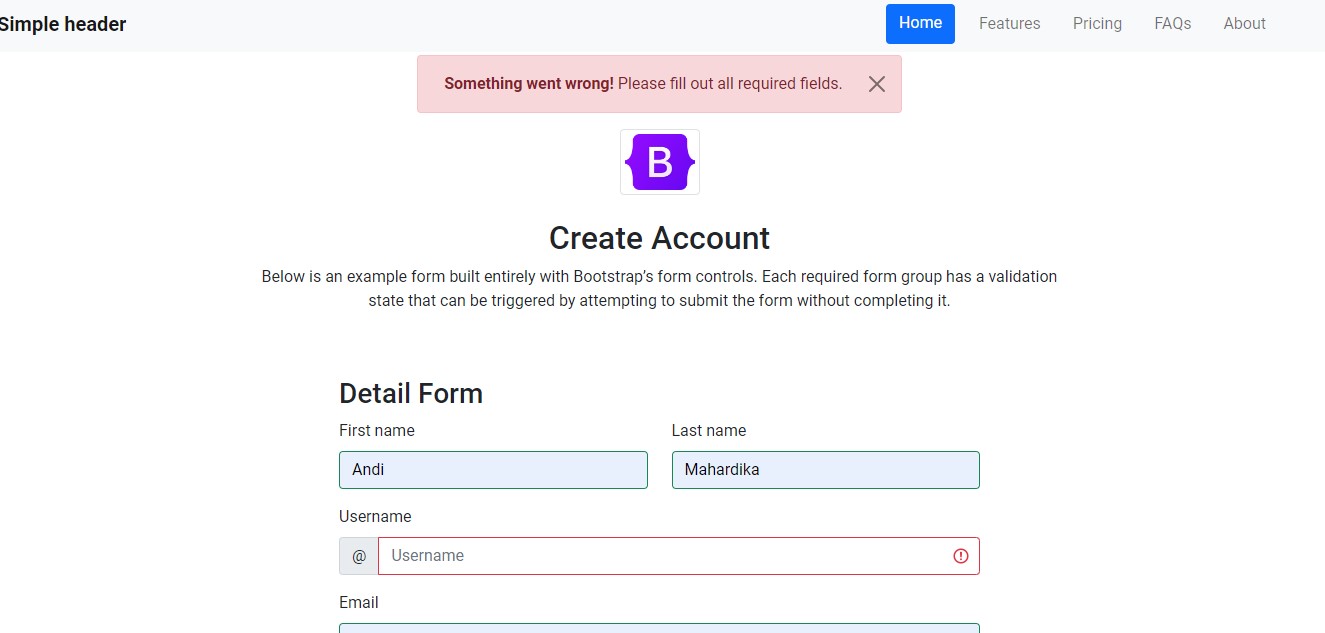 Simple header
Home Features Pricing FAQs About
Something went wrong! Please fill out all required fields.
B
Create Account
Below is an example form built entirely with Bootstrap’s form controls. Each required form group has a validation
state that can be triggered by attempting to submit the form without completing it.
Detail Form
First name Last name
Andi Mahardika
Username
@ Username
Email